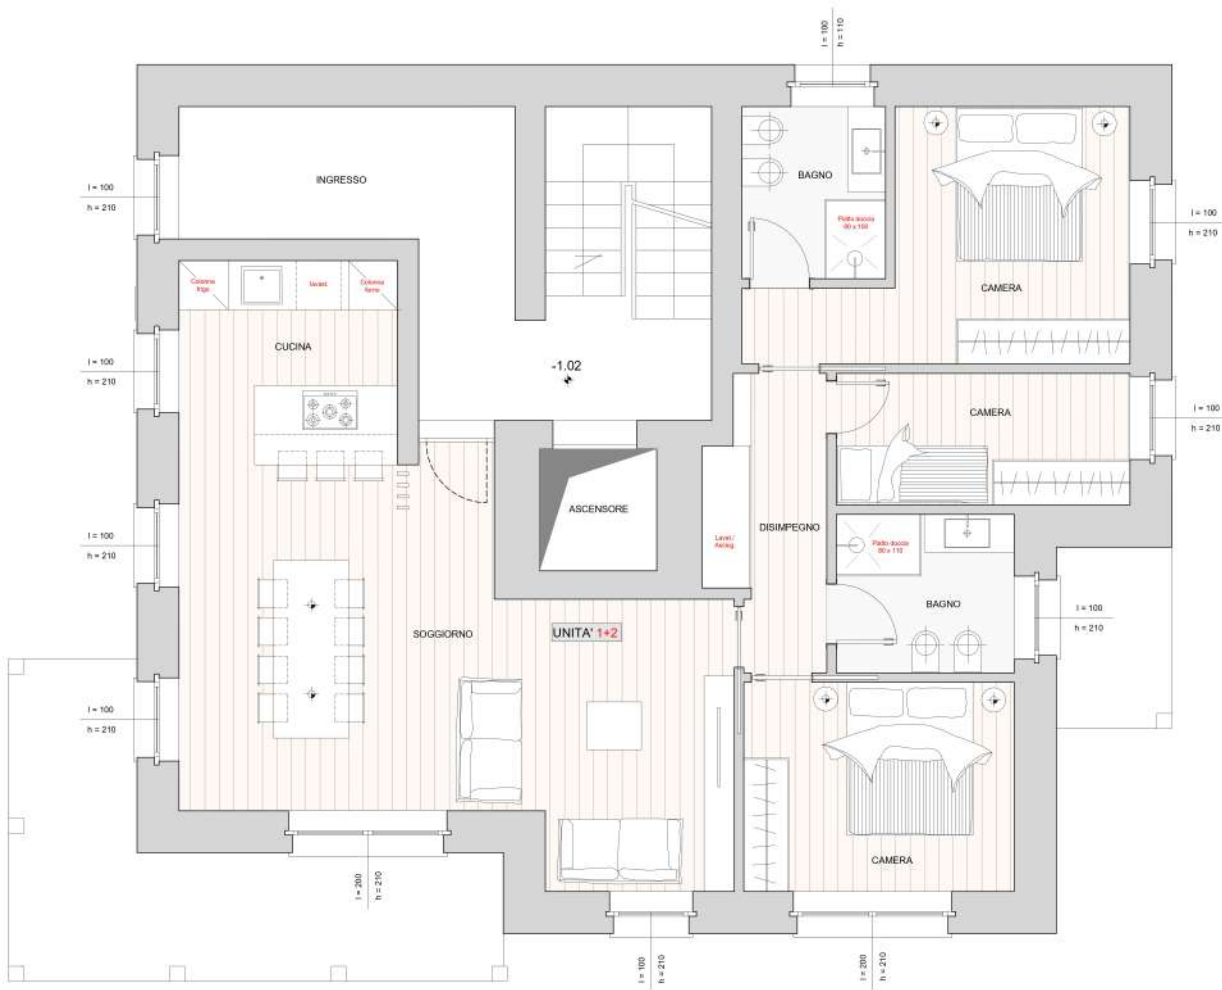 l = 100
h = 110
INGRESSO
BAGNO
l = 100
h = 210
l = 100
h = 210
Piatto doccia
80 x 160
Colonna
frigo
lavast.
Colonna
forno
CAMERA
CUCINA
-1.02
l = 100
h = 210
CAMERA
l = 100
h = 210
ASCENSORE
DISIMPEGNO
Lavat./
Asciug.
Piatto doccia
80 x 110
l = 100
h = 210
BAGNO
l = 100
h = 210
SOGGIORNO
UNITA' 1+2
l = 100
h = 210
CAMERA
l = 200
h = 210
l = 100
h = 210
l = 200
h = 210